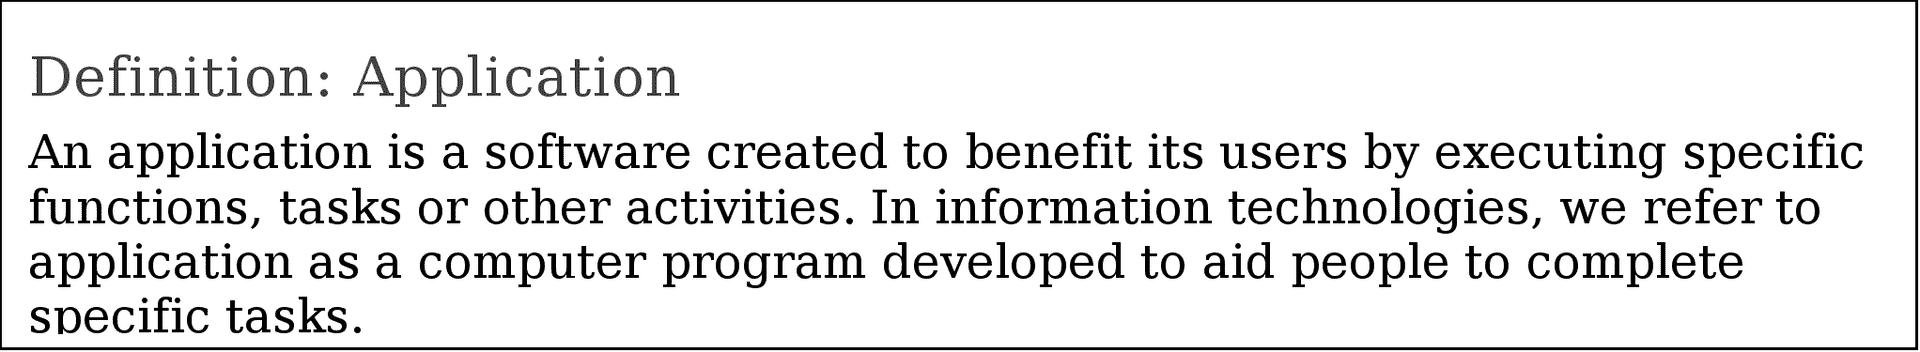 Definition: Application
An application is a software created to benefit its users by executing specific
functions, tasks or other activities. In information technologies, we refer to
application as a computer program developed to aid people to complete
specific tasks.